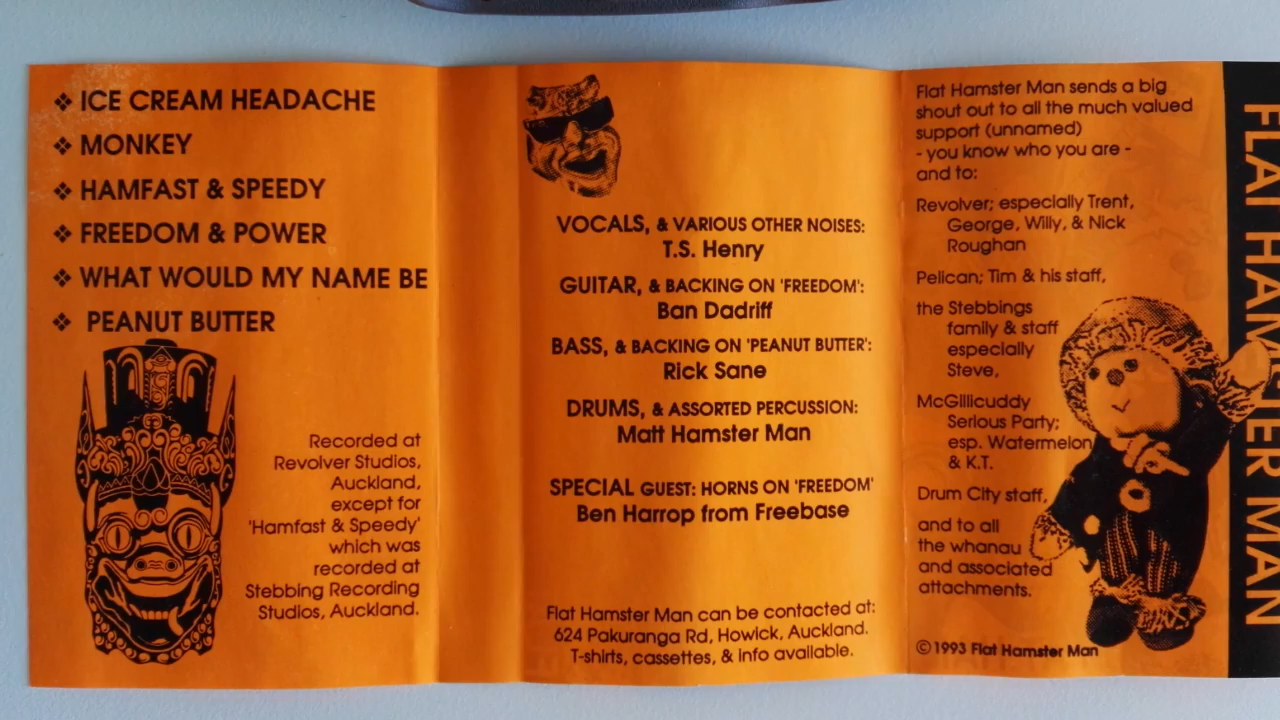 ❖ ICE CREAM HEADACHE
❖ MONKEY
❖ HAMFAST & SPEEDY
❖ FREEDOM & POWER
❖ WHAT WOULD MY NAME BE
❖ PEANUT BUTTER
Recorded at
Revolver Studios,
Auckland,
except for
'Hamfast & Speedy'
which was
recorded at
Stebbing Recording
Studios, Auckland.
VOCALS, & VARIOUS OTHER NOISES:
T.S. Henry
GUITAR, & BACKING ON 'FREEDOM':
Ban Dadriff
BASS, & BACKING ON 'PEANUT BUTTER':
Rick Sane
DRUMS, & ASSORTED PERCUSSION:
Matt Hamster Man
SPECIAL GUEST: HORNS ON 'FREEDOM'
Ben Harrop from Freebase
Flat Hamster Man can be contacted at:
624 Pakuranga Rd, Howick, Auckland.
T-shirts, cassettes, & info available.
Flat Hamster Man sends a big
shout out to all the much valued
support (unnamed)
- you know who you are -
and to:
Revolver; especially Trent,
George, Willy, & Nick
Roughan
Pelican; Tim & his staff,
the Stebbings
family & staff
especially
Steve,
McGillicuddy
Serious Party;
esp. Watermelon
& K.T.
Drum City staff,
and to all
the whanau
and associated
attachments.
©1993 Flat Hamster Man
FLAT HAMSTER MAN